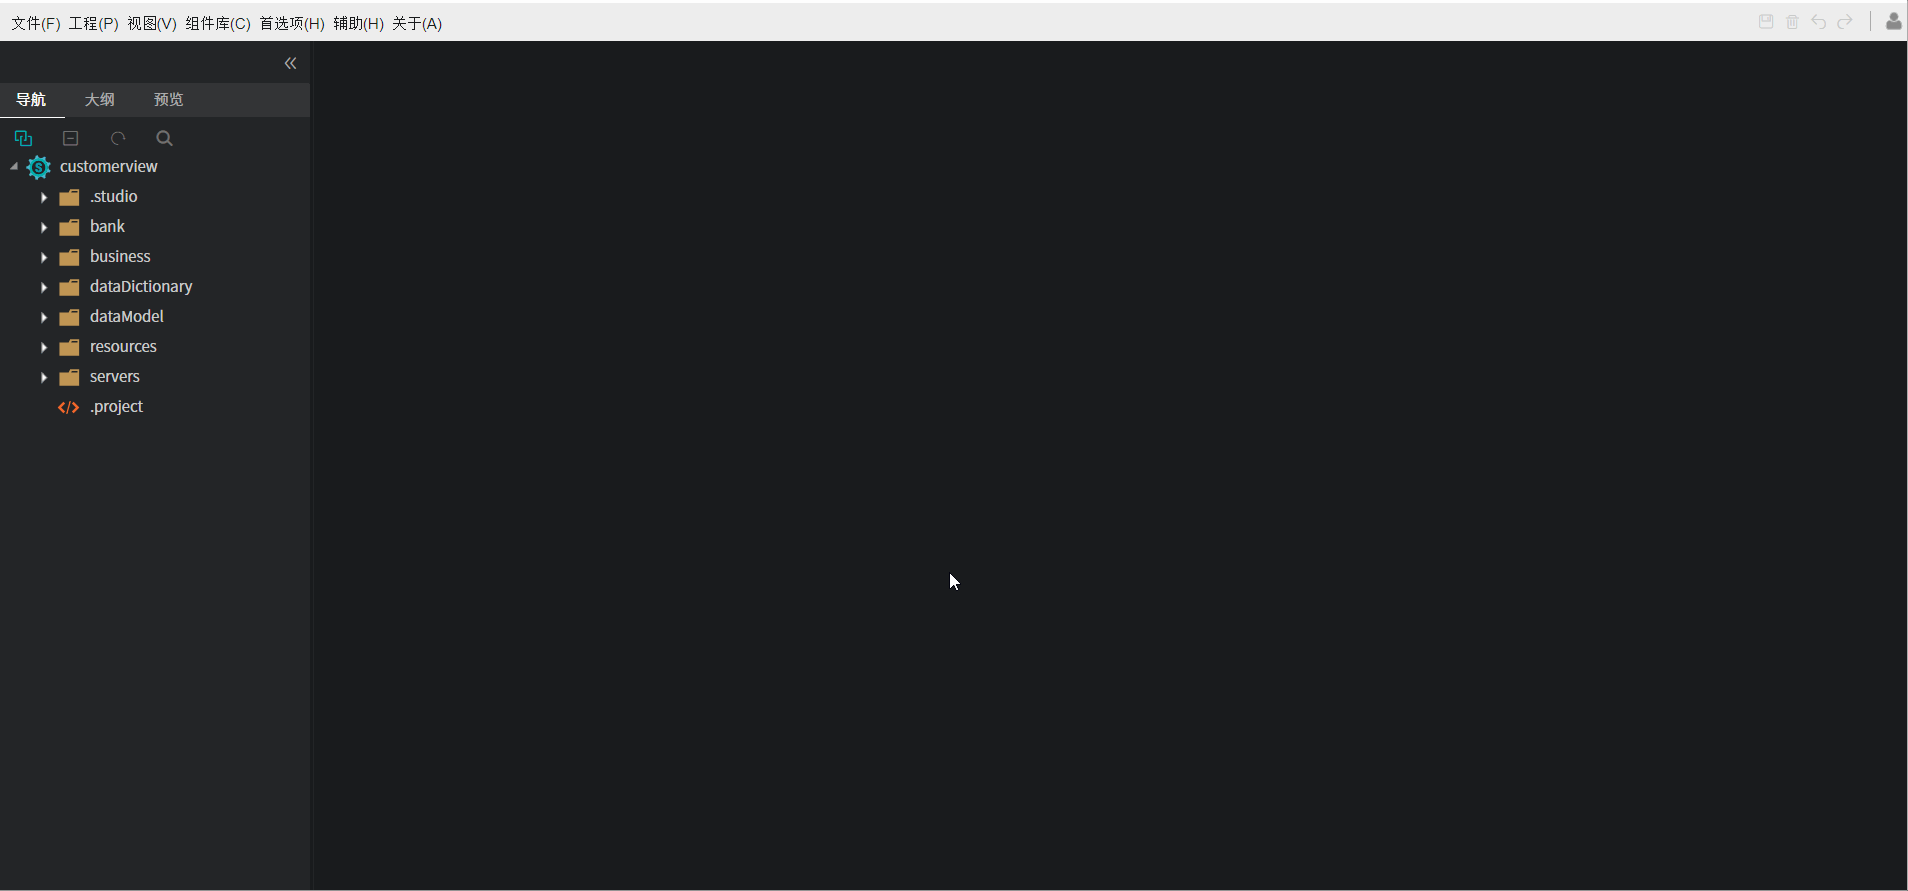 文件(F) 工程(P) 视图(V) 组件库(C) 首选项(H) 辅助(H) 关于(A)
导航 大纲 预览
customerview
.studio
bank
business
dataDictionary
dataModel
resources
servers
.project